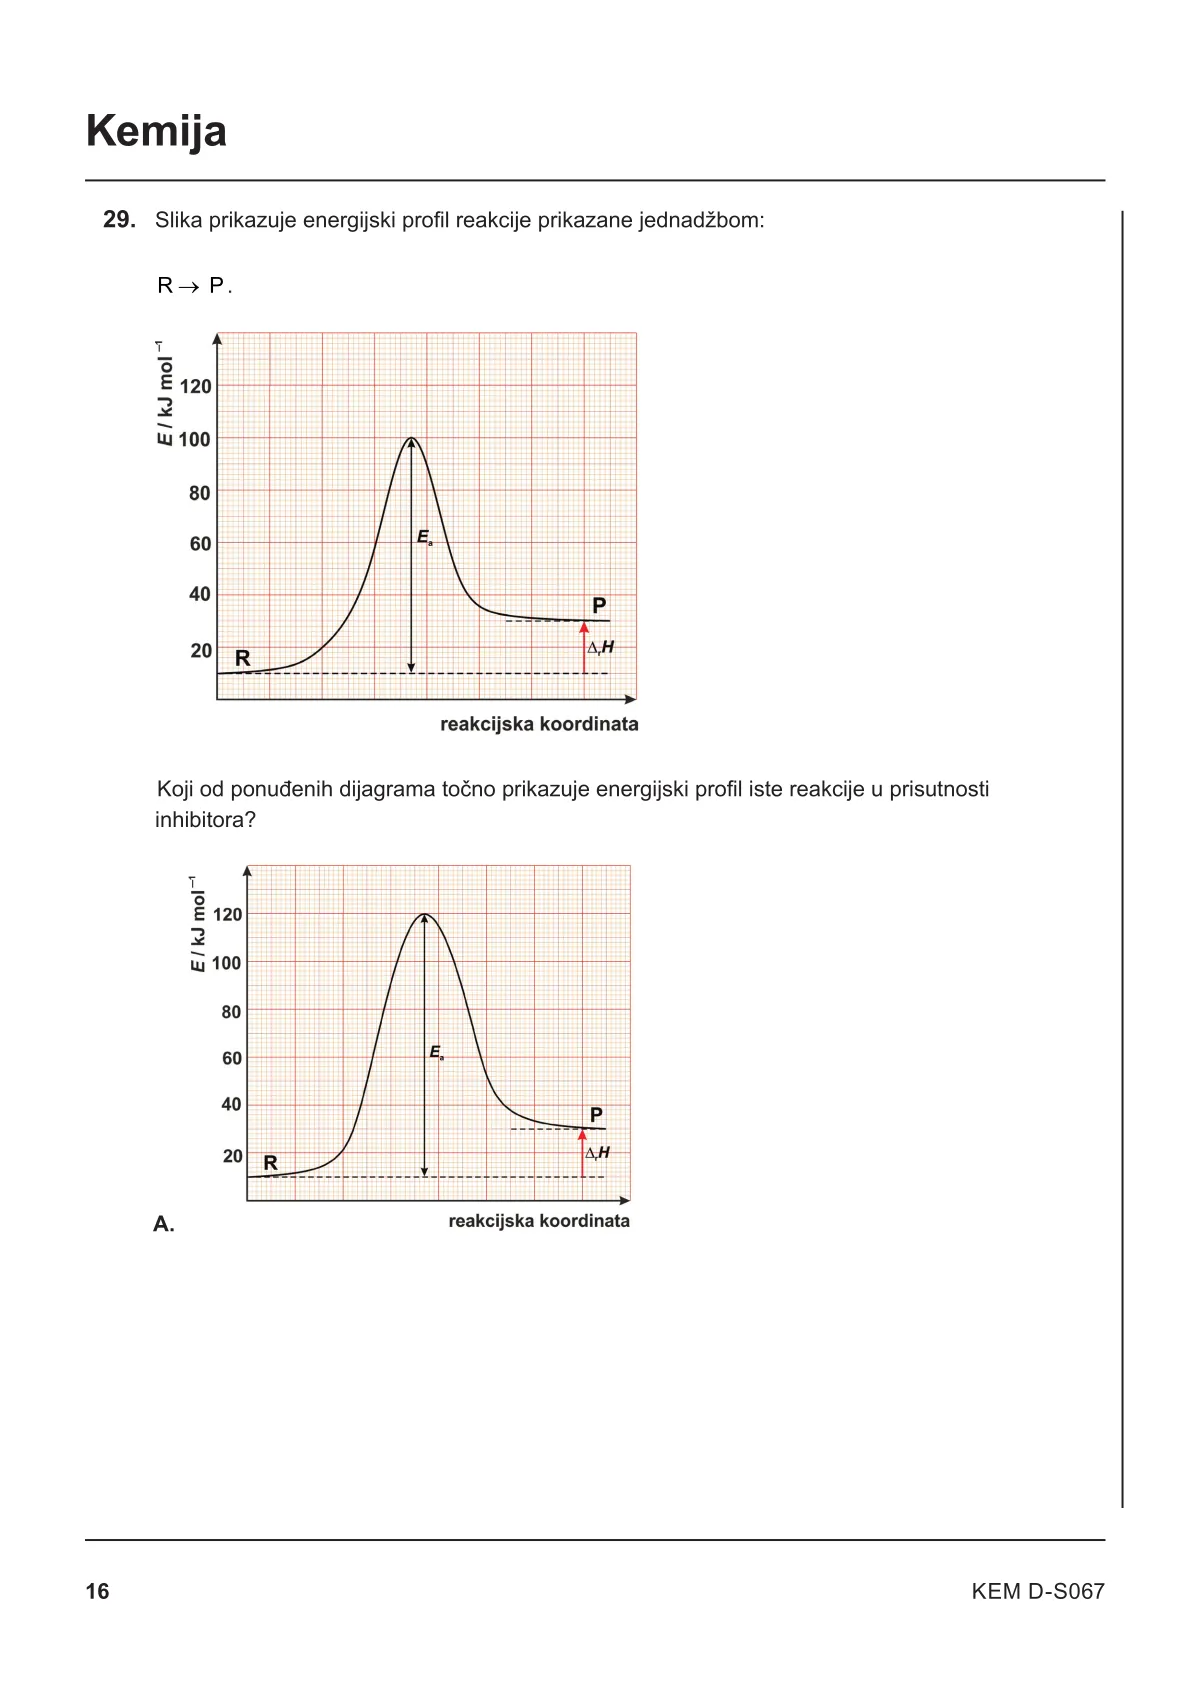 Kemija
29. Slika prikazuje energijski profil reakcije prikazane jednadžbom:
R → P.
E / kJ mol⁻¹
120
100
80
60
40
20
R
Eₐ
P
ΔᵣH
reakcijska koordinata
Koji od ponuđenih dijagrama točno prikazuje energijski profil iste reakcije u prisutnosti
inhibitora?
E / kJ mol⁻¹
120
100
80
60
40
20
R
Eₐ
P
ΔᵣH
reakcijska koordinata
A.
16
KEM D-S067